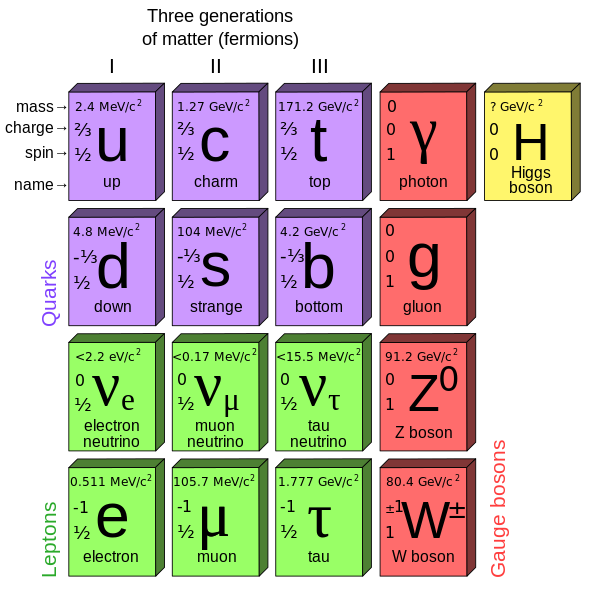 Three generations
of matter (fermions)
I II III
mass→
charge→
spin→
name→
2.4 MeV/c²
⅔
½
u
up
1.27 GeV/c²
⅔
½
c
charm
171.2 GeV/c²
⅔
½
t
top
0
0
1
γ
photon
? GeV/c²
0
0
H
Higgs
boson
Quarks
4.8 MeV/c²
-⅓
½
d
down
104 MeV/c²
-⅓
½
s
strange
4.2 GeV/c²
-⅓
½
b
bottom
0
0
1
g
gluon
<2.2 eV/c²
0
½
νe
electron
neutrino
<0.17 MeV/c²
0
½
νμ
muon
neutrino
<15.5 MeV/c²
0
½
ντ
tau
neutrino
91.2 GeV/c²
0
1
Z⁰
Z boson
Leptons
0.511 MeV/c²
-1
½
e
electron
105.7 MeV/c²
-1
½
μ
muon
1.777 GeV/c²
-1
½
τ
tau
80.4 GeV/c²
±1
1
W±
W boson
Gauge bosons